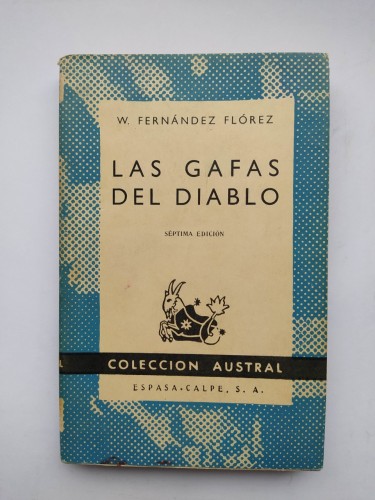 W. FERNÁNDEZ FLÓREZ
LAS GAFAS
DEL DIABLO
SÉPTIMA EDICIÓN
L
COLECCION AUSTRAL
ESPASA-CALPE, S. A.